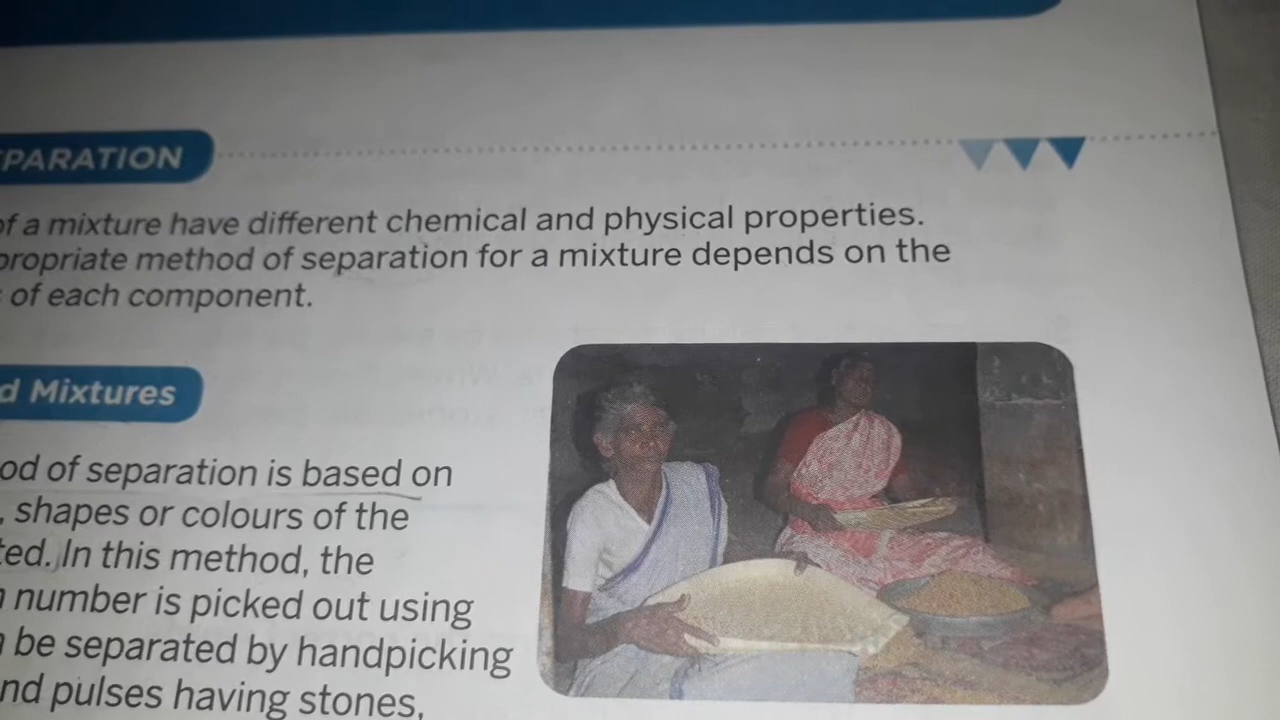 PARATION
of a mixture have different chemical and physical properties.
propriate method of separation for a mixture depends on the
of each component.
d Mixtures
od of separation is based on
, shapes or colours of the
ted. In this method, the
number is picked out using
be separated by handpicking
nd pulses having stones,